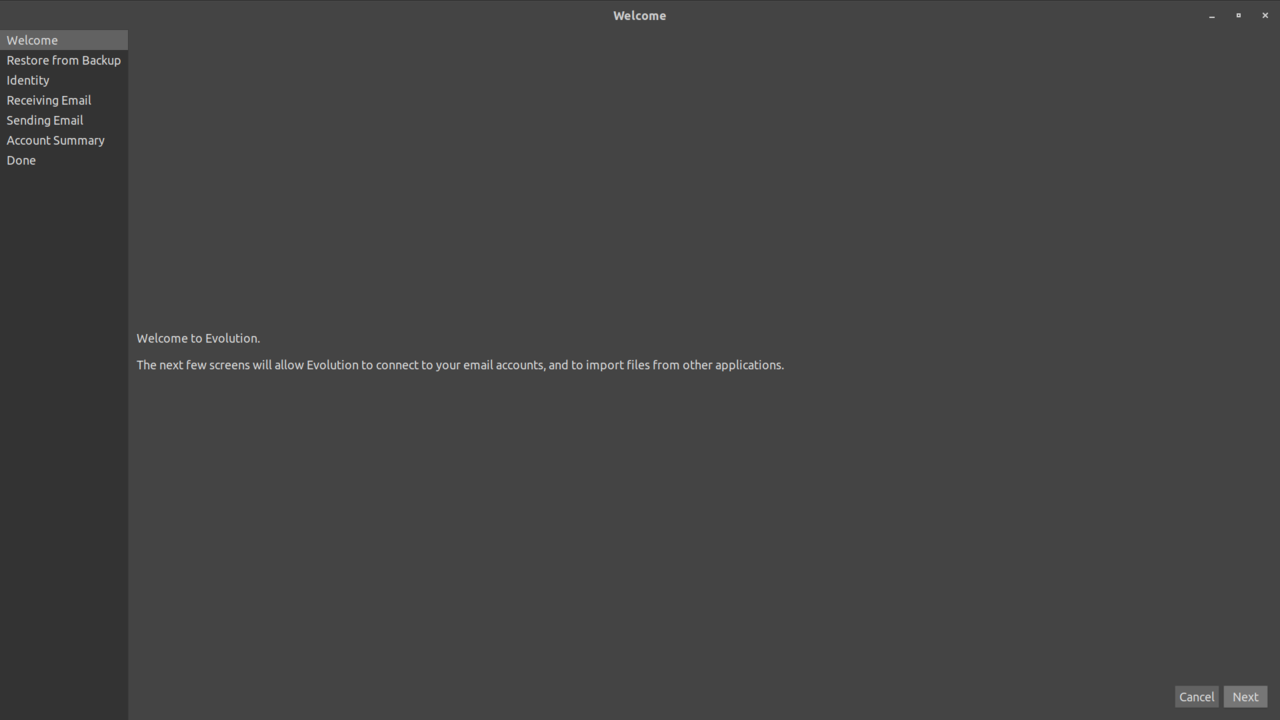 Welcome
Welcome
Restore from Backup
Identity
Receiving Email
Sending Email
Account Summary
Done
Welcome to Evolution.
The next few screens will allow Evolution to connect to your email accounts, and to import files from other applications.
Cancel
Next